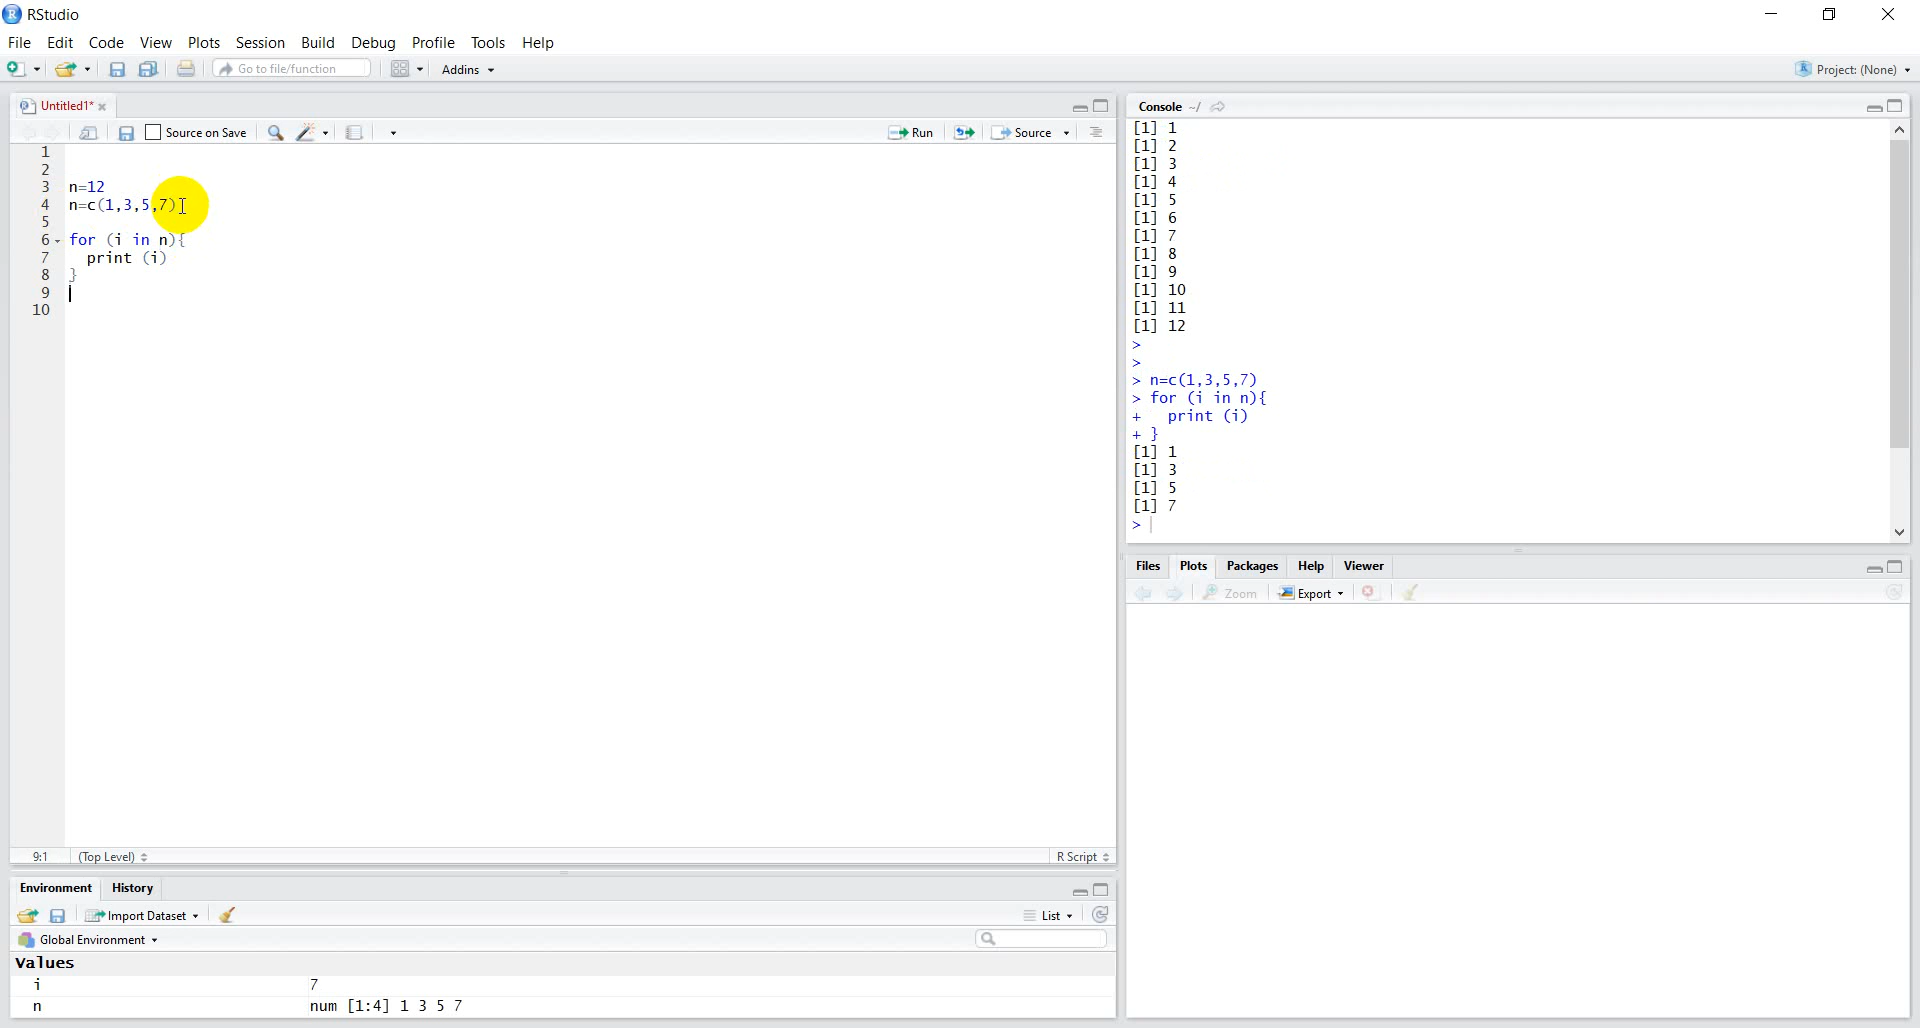 RStudio
File Edit Code View Plots Session Build Debug Profile Tools Help
Go to file/function Addins Project: (None)
Untitled1*
Source on Save Run Source
1
2
3 n=12
4 n=c(1,3,5,7)
5
6 for (i in n){
7 print (i)
8 }
9
10
9:1 (Top Level) R Script
Environment History
Import Dataset List
Global Environment
Values
i 7
n num [1:4] 1 3 5 7
Console ~/
[1] 1
[1] 2
[1] 3
[1] 4
[1] 5
[1] 6
[1] 7
[1] 8
[1] 9
[1] 10
[1] 11
[1] 12
>
>
> n=c(1,3,5,7)
> for (i in n){
+ print (i)
+ }
[1] 1
[1] 3
[1] 5
[1] 7
>
Files Plots Packages Help Viewer
Zoom Export